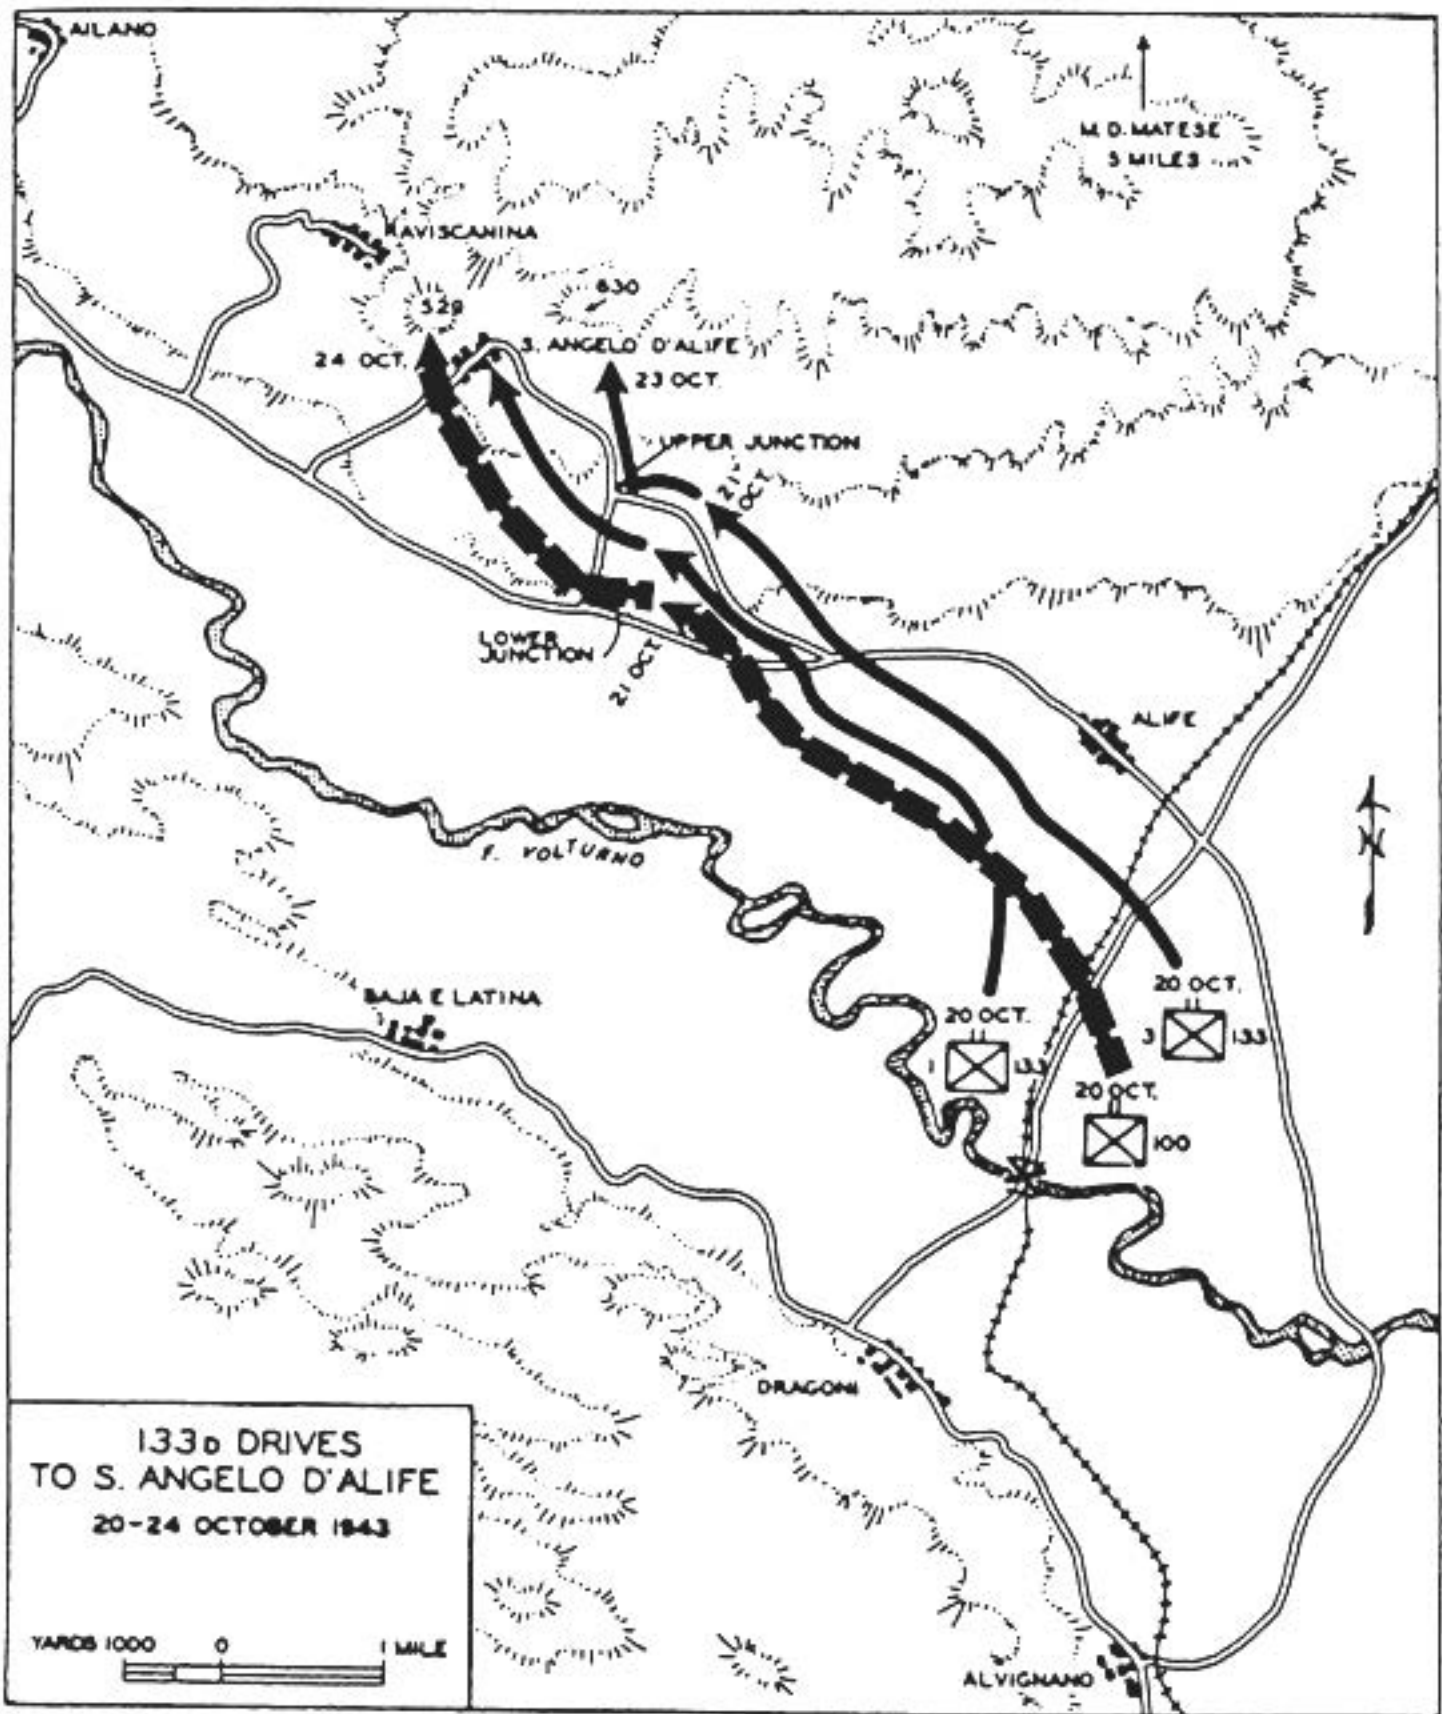 AILANO
M. D. MATESE
5 MILES
RAVISCANINA
529
630
S. ANGELO D'ALIFE
24 OCT.
23 OCT.
UPPER JUNCTION
21 OCT.
LOWER JUNCTION
21 OCT.
ALIFE
F. VOLTURNO
N
BAJA E LATINA
20 OCT.
3 133
20 OCT.
1 133
20 OCT.
100
DRAGONI
133D DRIVES
TO S. ANGELO D'ALIFE
20-24 OCTOBER 1943
YARDS 1000 0 1 MILE
ALVIGNANO